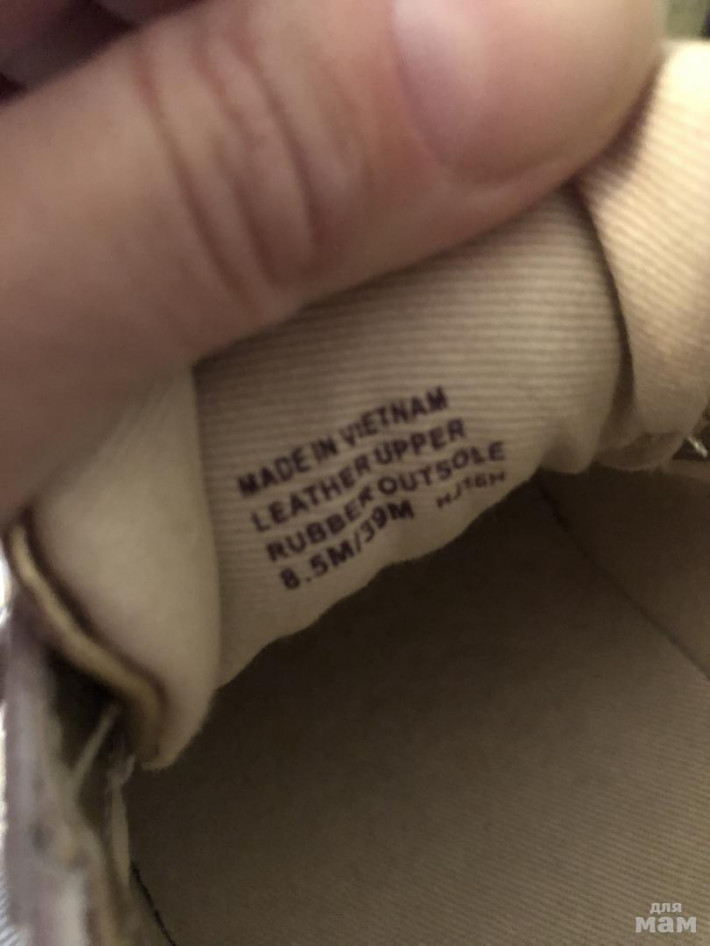 MADE IN VIETNAM
LEATHER UPPER
RUBBER OUTSOLE
8.5M/39M
для
мам